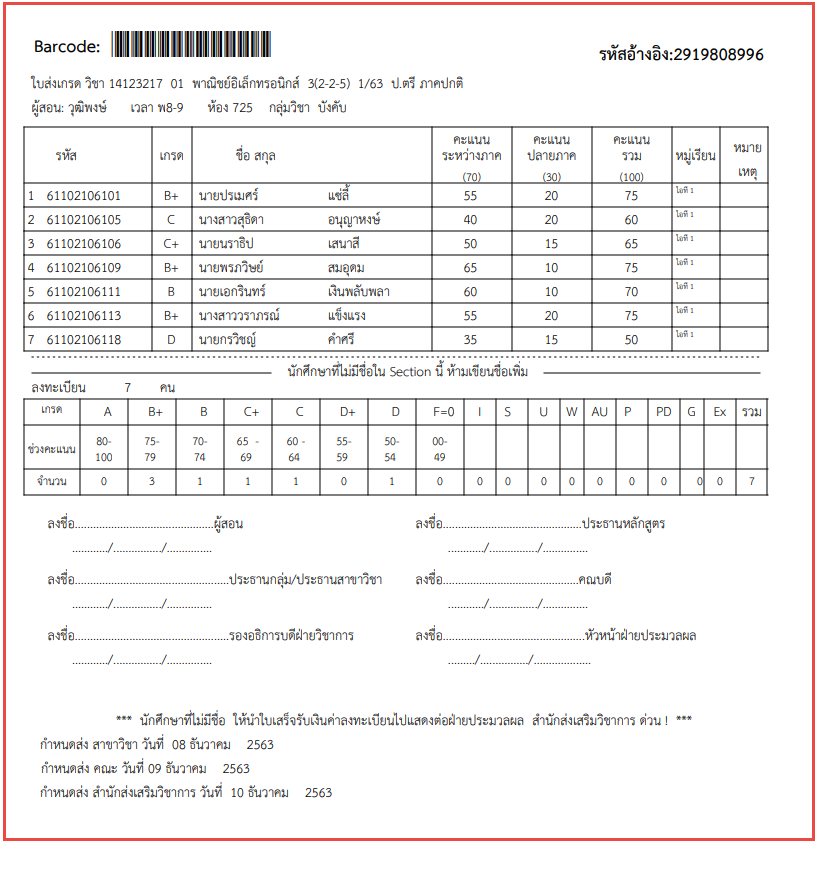 Barcode:
รหัสอ้างอิง:2919808996
ใบส่งเกรด วิชา 14123217 01 พาณิชย์อิเล็กทรอนิกส์ 3(2-2-5) 1/63 ป.ตรี ภาคปกติ
ผู้สอน: วุฒิพงษ์ เวลา พ8-9 ห้อง 725 กลุ่มวิชา บังคับ
รหัส เกรด ชื่อ สกุล คะแนนระหว่างภาค (70) คะแนนปลายภาค (30) คะแนนรวม (100) หมู่เรียน หมายเหตุ
1 61102106101 B+ นายปรเมศร์ แซ่ลี้ 55 20 75 ไอที 1
2 61102106105 C นางสาวสุธิดา อนุญาหงษ์ 40 20 60 ไอที 1
3 61102106106 C+ นายนราธิป เสนาสี 50 15 65 ไอที 1
4 61102106109 B+ นายพรภวิษย์ สมอุดม 65 10 75 ไอที 1
5 61102106111 B นายเอกรินทร์ เงินพลับพลา 60 10 70 ไอที 1
6 61102106113 B+ นางสาววราภรณ์ แข็งแรง 55 20 75 ไอที 1
7 61102106118 D นายกรวิชญ์ คำศรี 35 15 50 ไอที 1
นักศึกษาที่ไม่มีชื่อใน Section นี้ ห้ามเขียนชื่อเพิ่ม
ลงทะเบียน 7 คน
เกรด A B+ B C+ C D+ D F=0 I S U W AU P PD G Ex รวม
ช่วงคะแนน 80-100 75-79 70-74 65 - 69 60 - 64 55-59 50-54 00-49
จำนวน 0 3 1 1 1 0 1 0 0 0 0 0 0 0 0 0 0 7
ลงชื่อ..............................................ผู้สอน ลงชื่อ..............................................ประธานหลักสูตร
............/................/............... ............/................/...............
ลงชื่อ...................................................ประธานกลุ่ม/ประธานสาขาวิชา ลงชื่อ.............................................คณบดี
............/................/............... ............/................/...............
ลงชื่อ...................................................รองอธิการบดีฝ่ายวิชาการ ลงชื่อ...............................................หัวหน้าฝ่ายประมวลผล
............/................/............... ........./................../...................
*** นักศึกษาที่ไม่มีชื่อ ให้นำใบเสร็จรับเงินค่าลงทะเบียนไปแสดงต่อฝ่ายประมวลผล สำนักส่งเสริมวิชาการ ด่วน ! ***
กำหนดส่ง สาขาวิชา วันที่ 08 ธันวาคม 2563
กำหนดส่ง คณะ วันที่ 09 ธันวาคม 2563
กำหนดส่ง สำนักส่งเสริมวิชาการ วันที่ 10 ธันวาคม 2563